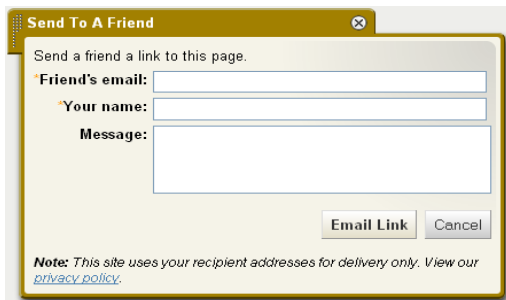 Send To A Friend
Send a friend a link to this page.
*Friend's email:
*Your name:
Message:
Email Link Cancel
Note: This site uses your recipient addresses for delivery only. View our
privacy policy.